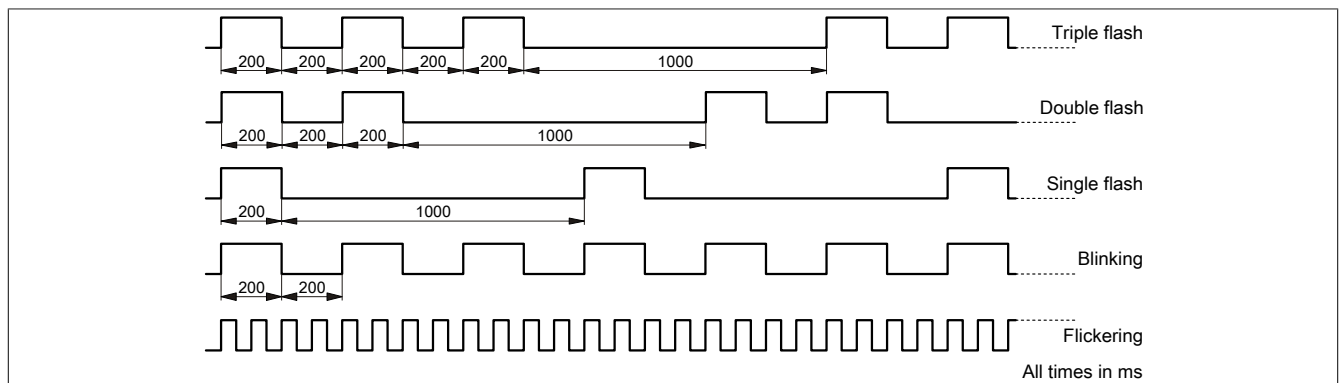 Triple flash
200 200 200 200 200 1000
Double flash
200 200 200 1000
Single flash
200 1000
Blinking
200 200
Flickering
All times in ms